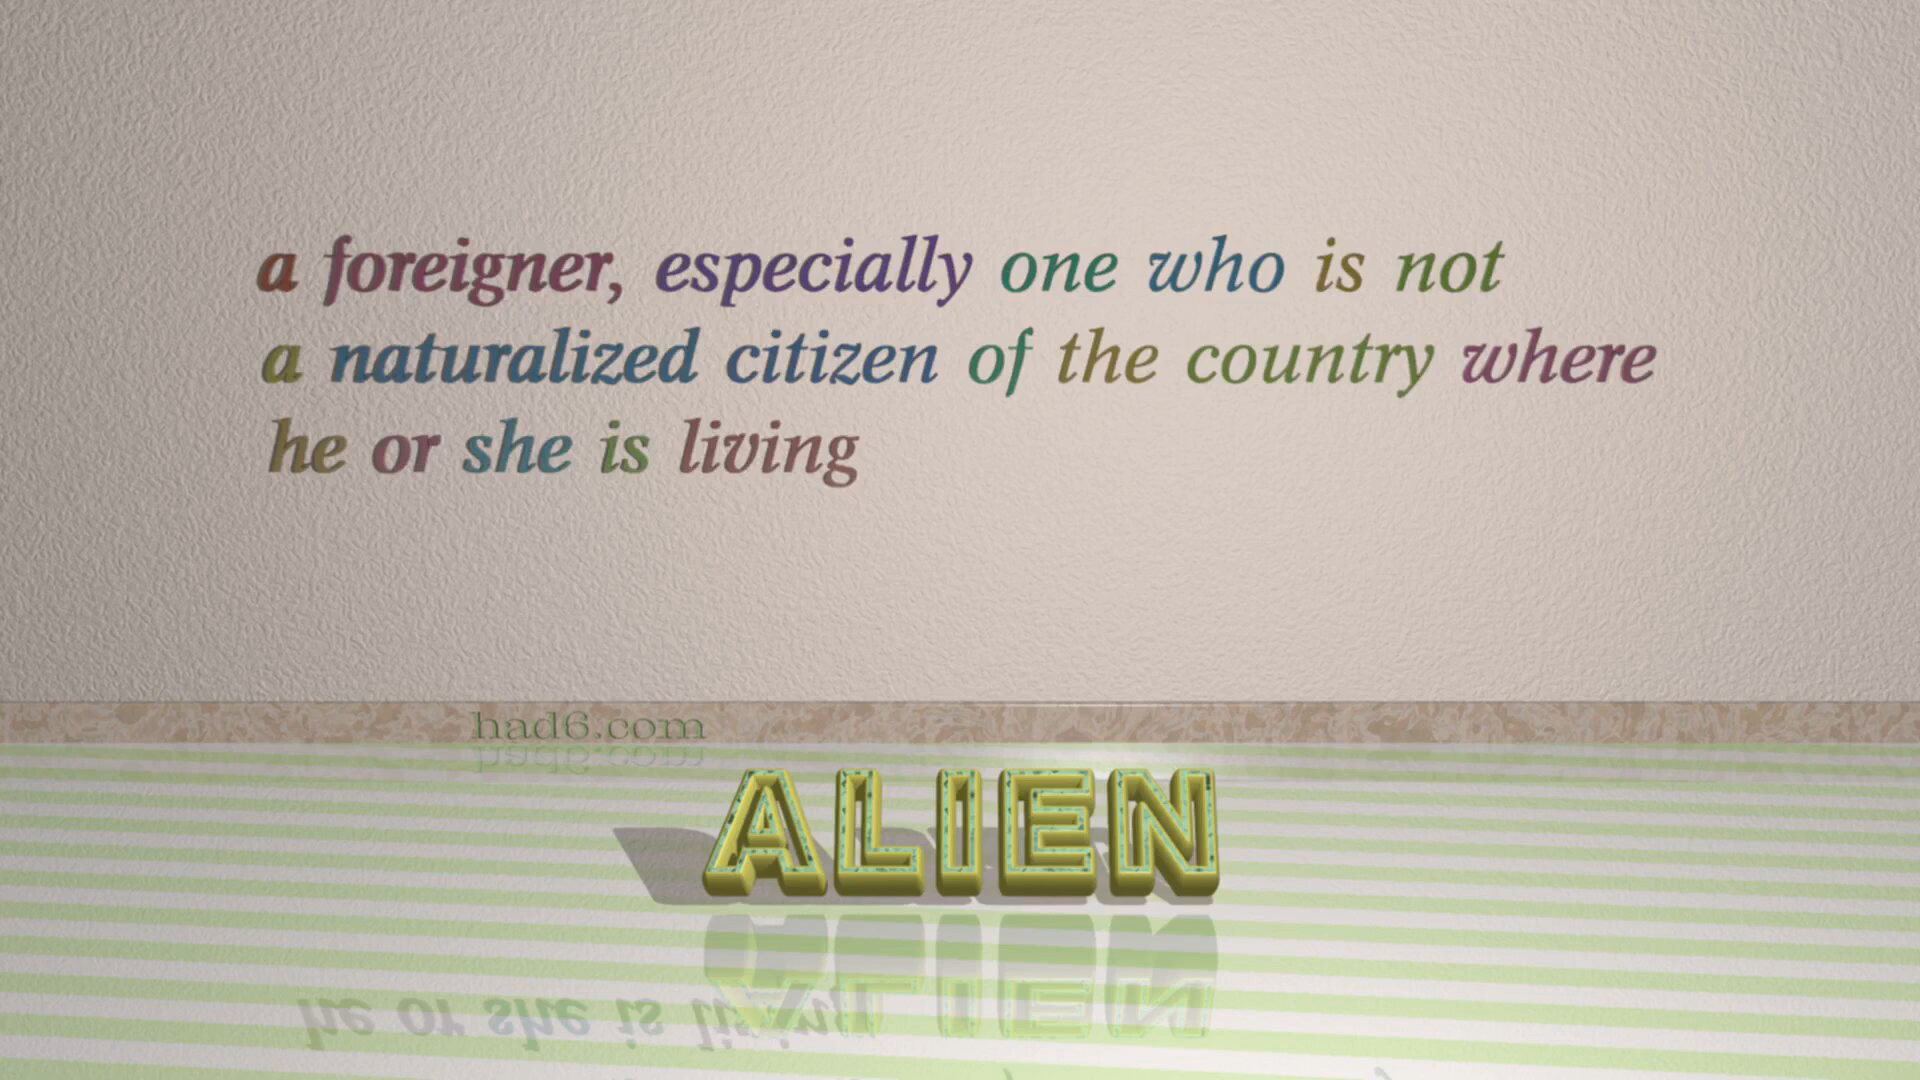 a foreigner, especially one who is not
a naturalized citizen of the country where
he or she is living
had6.com
ALIEN